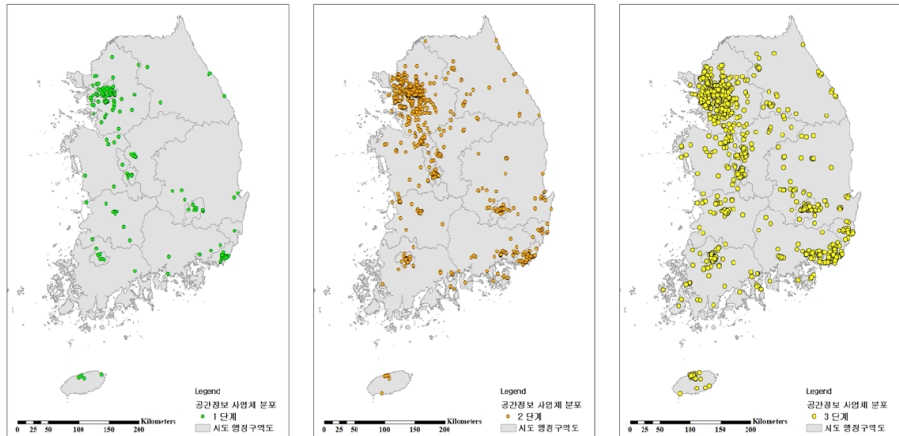 Legend
공간정보 사업체 분포
1 단계
시도 행정구역도
Kilometers
0 25 50 100 150 200
Legend
공간정보 사업체 분포
2 단계
시도 행정구역도
Kilometers
0 25 50 100 150 200
Legend
공간정보 사업체 분포
3 단계
시도 행정구역도
Kilometers
0 25 50 100 150 200